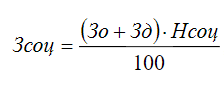 Зсоц = (Зо + Зд) · Нсоц / 100